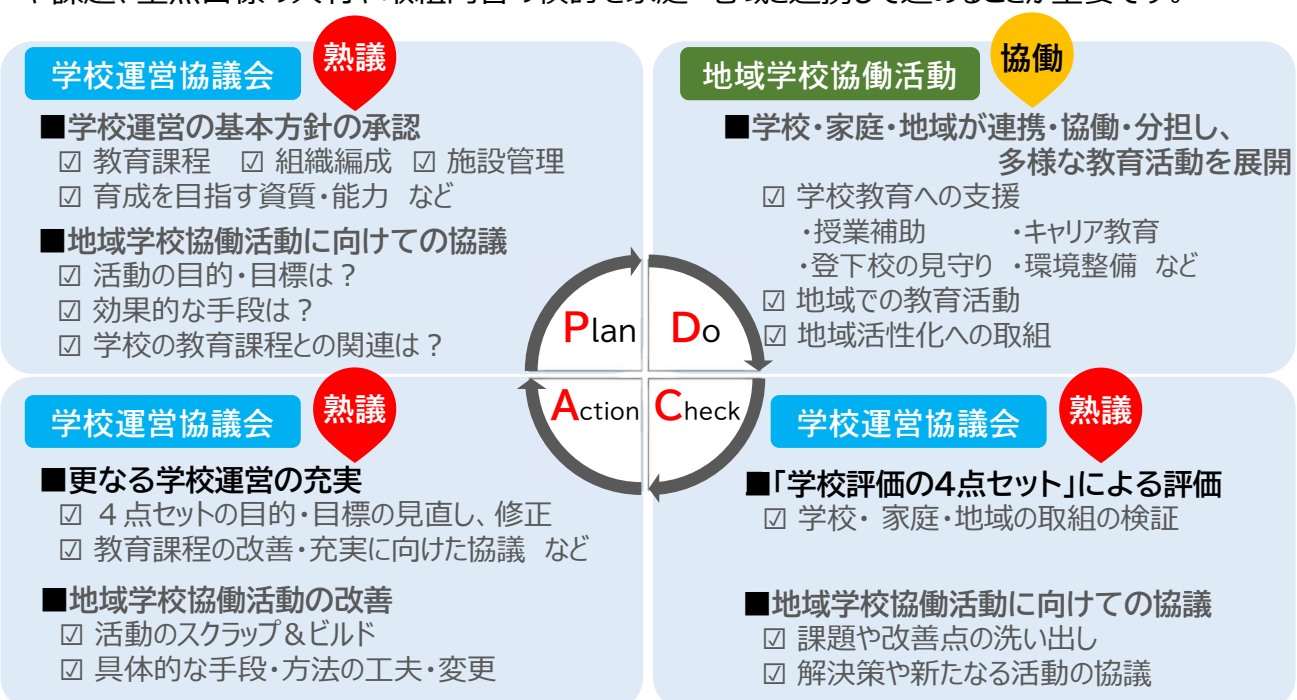 学校運営協議会
熟議
■学校運営の基本方針の承認
☑ 教育課程 ☑ 組織編成 ☑ 施設管理
☑ 育成を目指す資質・能力 など
■地域学校協働活動に向けての協議
☑ 活動の目的・目標は？
☑ 効果的な手段は？
☑ 学校の教育課程との関連は？
地域学校協働活動
協働
■学校・家庭・地域が連携・協働・分担し、
多様な教育活動を展開
☑ 学校教育への支援
・授業補助 ・キャリア教育
・登下校の見守り ・環境整備 など
☑ 地域での教育活動
☑ 地域活性化への取組
Plan
Do
Action
Check
学校運営協議会
熟議
■更なる学校運営の充実
☑ ４点セットの目的・目標の見直し、修正
☑ 教育課程の改善・充実に向けた協議 など
■地域学校協働活動の改善
☑ 活動のスクラップ＆ビルド
☑ 具体的な手段・方法の工夫・変更
学校運営協議会
熟議
■「学校評価の４点セット」による評価
☑ 学校・ 家庭・地域の取組の検証
■地域学校協働活動に向けての協議
☑ 課題や改善点の洗い出し
☑ 解決策や新たなる活動の協議